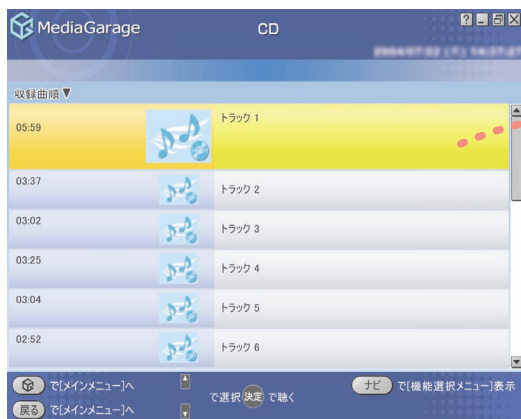 MediaGarage
CD
?
収録曲順▼
05:59 トラック 1
03:37 トラック 2
03:02 トラック 3
03:25 トラック 4
03:04 トラック 5
02:52 トラック 6
で[メインメニュー]へ
で選択 決定 で聴く
ナビ で[機能選択メニュー]表示
戻る で[メインメニュー]へ